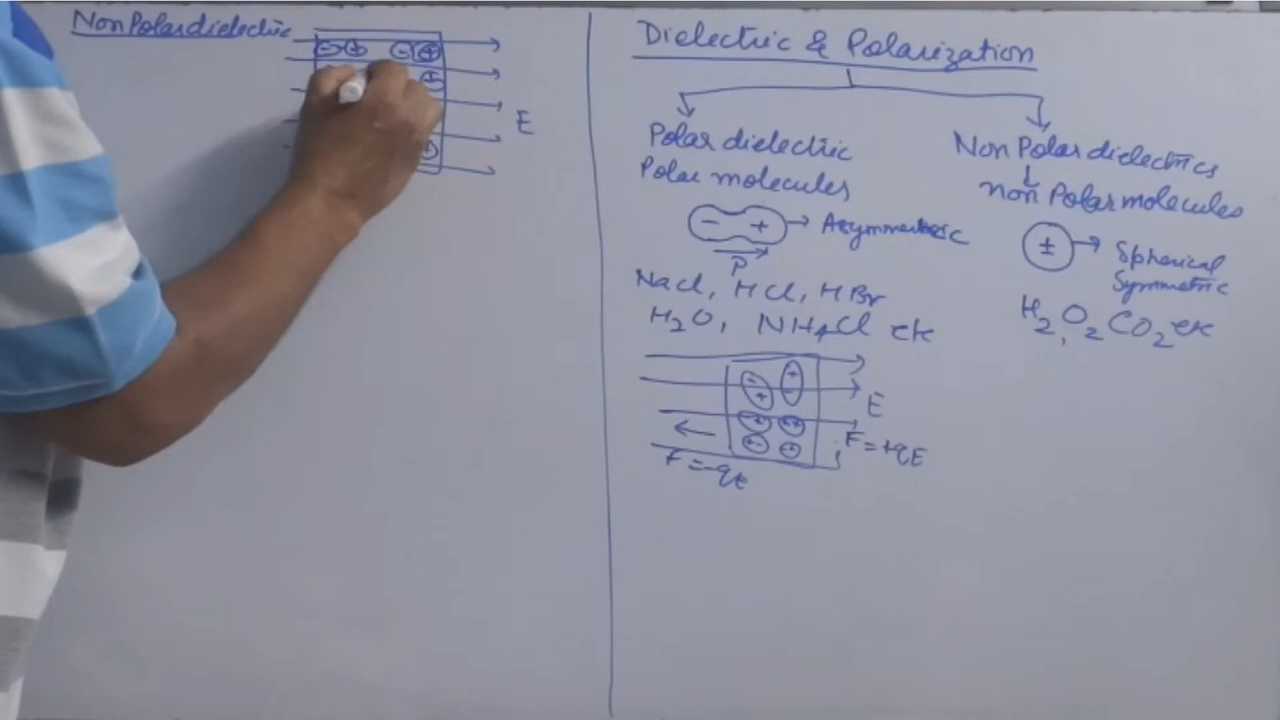 Non Polar dielectric
- + - +
+
E
Dielectric & Polarization
Polar dielectric
Polar molecules
- + → Asymmetric
P
NaCl, HCl, HBr
H2O, NH4Cl etc
E
F = +qE
F = -qE
Non Polar dielectrics
non Polar molecules
± → Spherical
Symmetric
H2, O2 CO2 etc